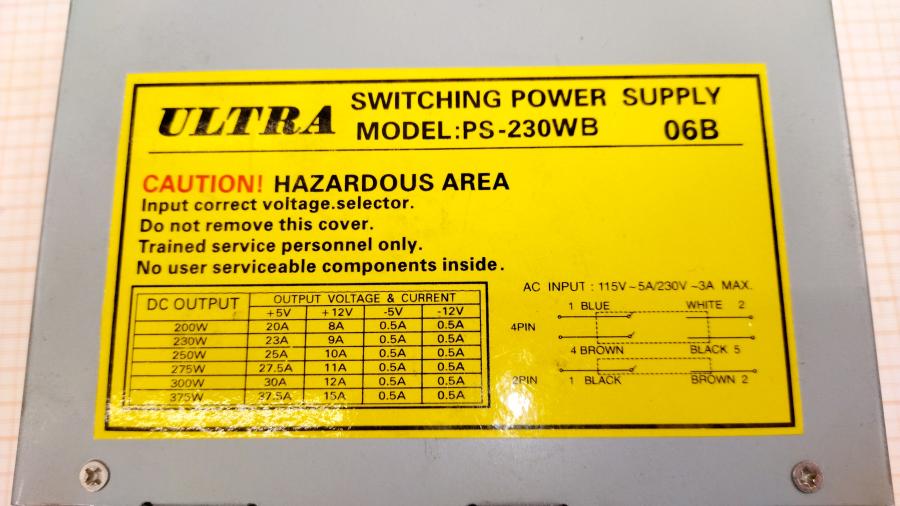 ULTRA SWITCHING POWER SUPPLY
MODEL:PS-230WB 06B
CAUTION! HAZARDOUS AREA
Input correct voltage.selector.
Do not remove this cover.
Trained service personnel only.
No user serviceable components inside.
DC OUTPUT OUTPUT VOLTAGE & CURRENT
+5V +12V -5V -12V
200W 20A 8A 0.5A 0.5A
230W 23A 9A 0.5A 0.5A
250W 25A 10A 0.5A 0.5A
275W 27.5A 11A 0.5A 0.5A
300W 30A 12A 0.5A 0.5A
375W 37.5A 15A 0.5A 0.5A
AC INPUT : 115V~5A/230V ~3A MAX.
1 BLUE WHITE 2
4PIN
4 BROWN BLACK 5
2PIN 1 BLACK BROWN 2